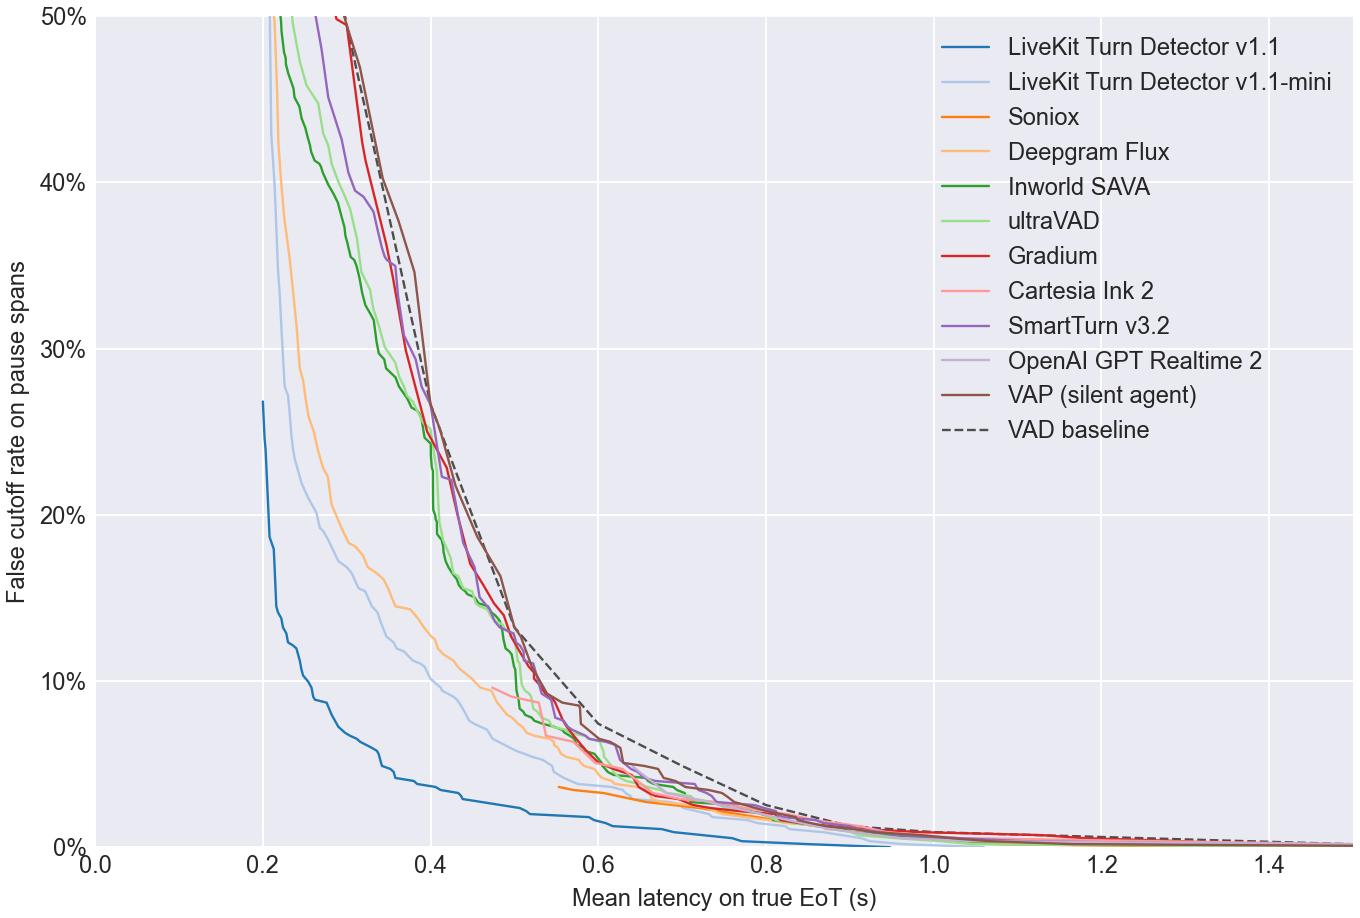 50%
40%
30%
20%
10%
0%
False cutoff rate on pause spans
LiveKit Turn Detector v1.1
LiveKit Turn Detector v1.1-mini
Soniox
Deepgram Flux
Inworld SAVA
ultraVAD
Gradium
Cartesia Ink 2
SmartTurn v3.2
OpenAI GPT Realtime 2
VAP (silent agent)
VAD baseline
0.0 0.2 0.4 0.6 0.8 1.0 1.2 1.4
Mean latency on true EoT (s)